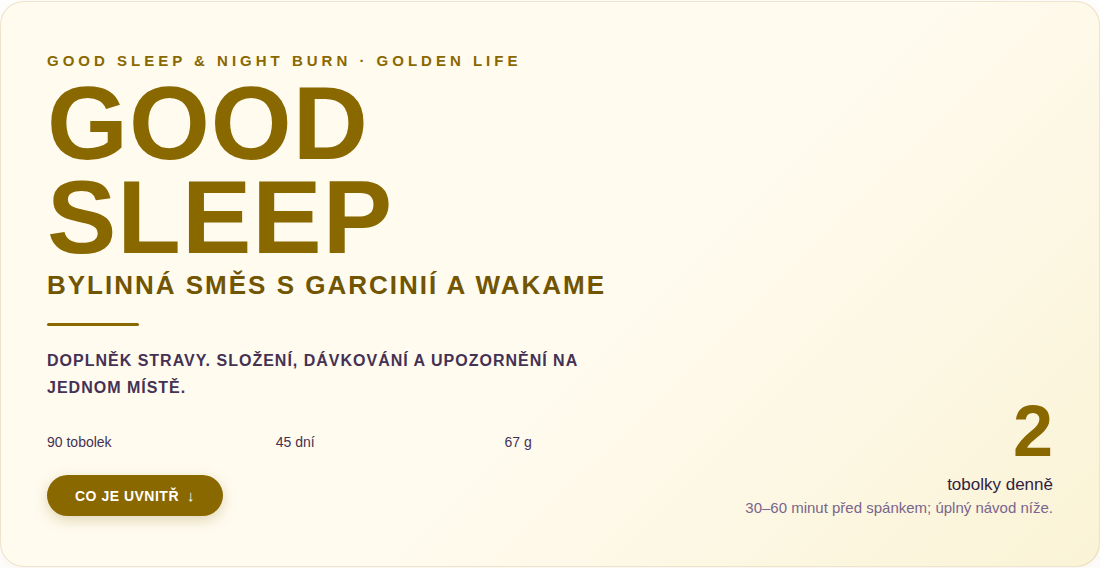 GOOD SLEEP & NIGHT BURN · GOLDEN LIFE
GOOD
SLEEP
BYLINNÁ SMĚS S GARCINIÍ A WAKAME
DOPLNĚK STRAVY. SLOŽENÍ, DÁVKOVÁNÍ A UPOZORNĚNÍ NA
JEDNOM MÍSTĚ.
90 tobolek
45 dní
67 g
CO JE UVNITŘ ↓
2
tobolky denně
30–60 minut před spánkem; úplný návod níže.